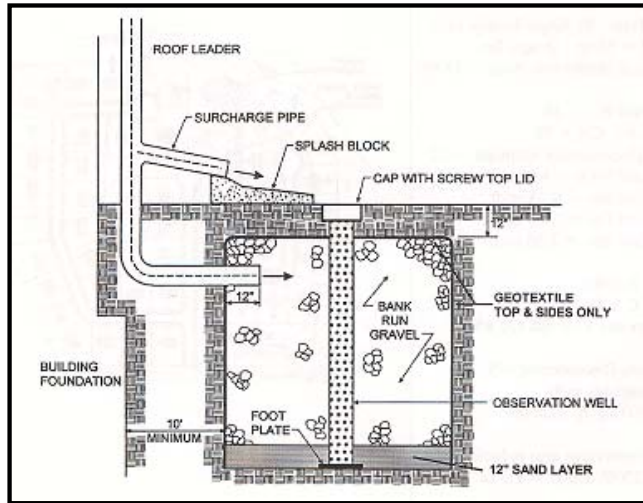 ROOF LEADER
SURCHARGE PIPE
SPLASH BLOCK
CAP WITH SCREW TOP LID
12"
12"
BANK
RUN
GRAVEL
GEOTEXTILE
TOP & SIDES ONLY
BUILDING
FOUNDATION
OBSERVATION WELL
FOOT
PLATE
10'
MINIMUM
12" SAND LAYER